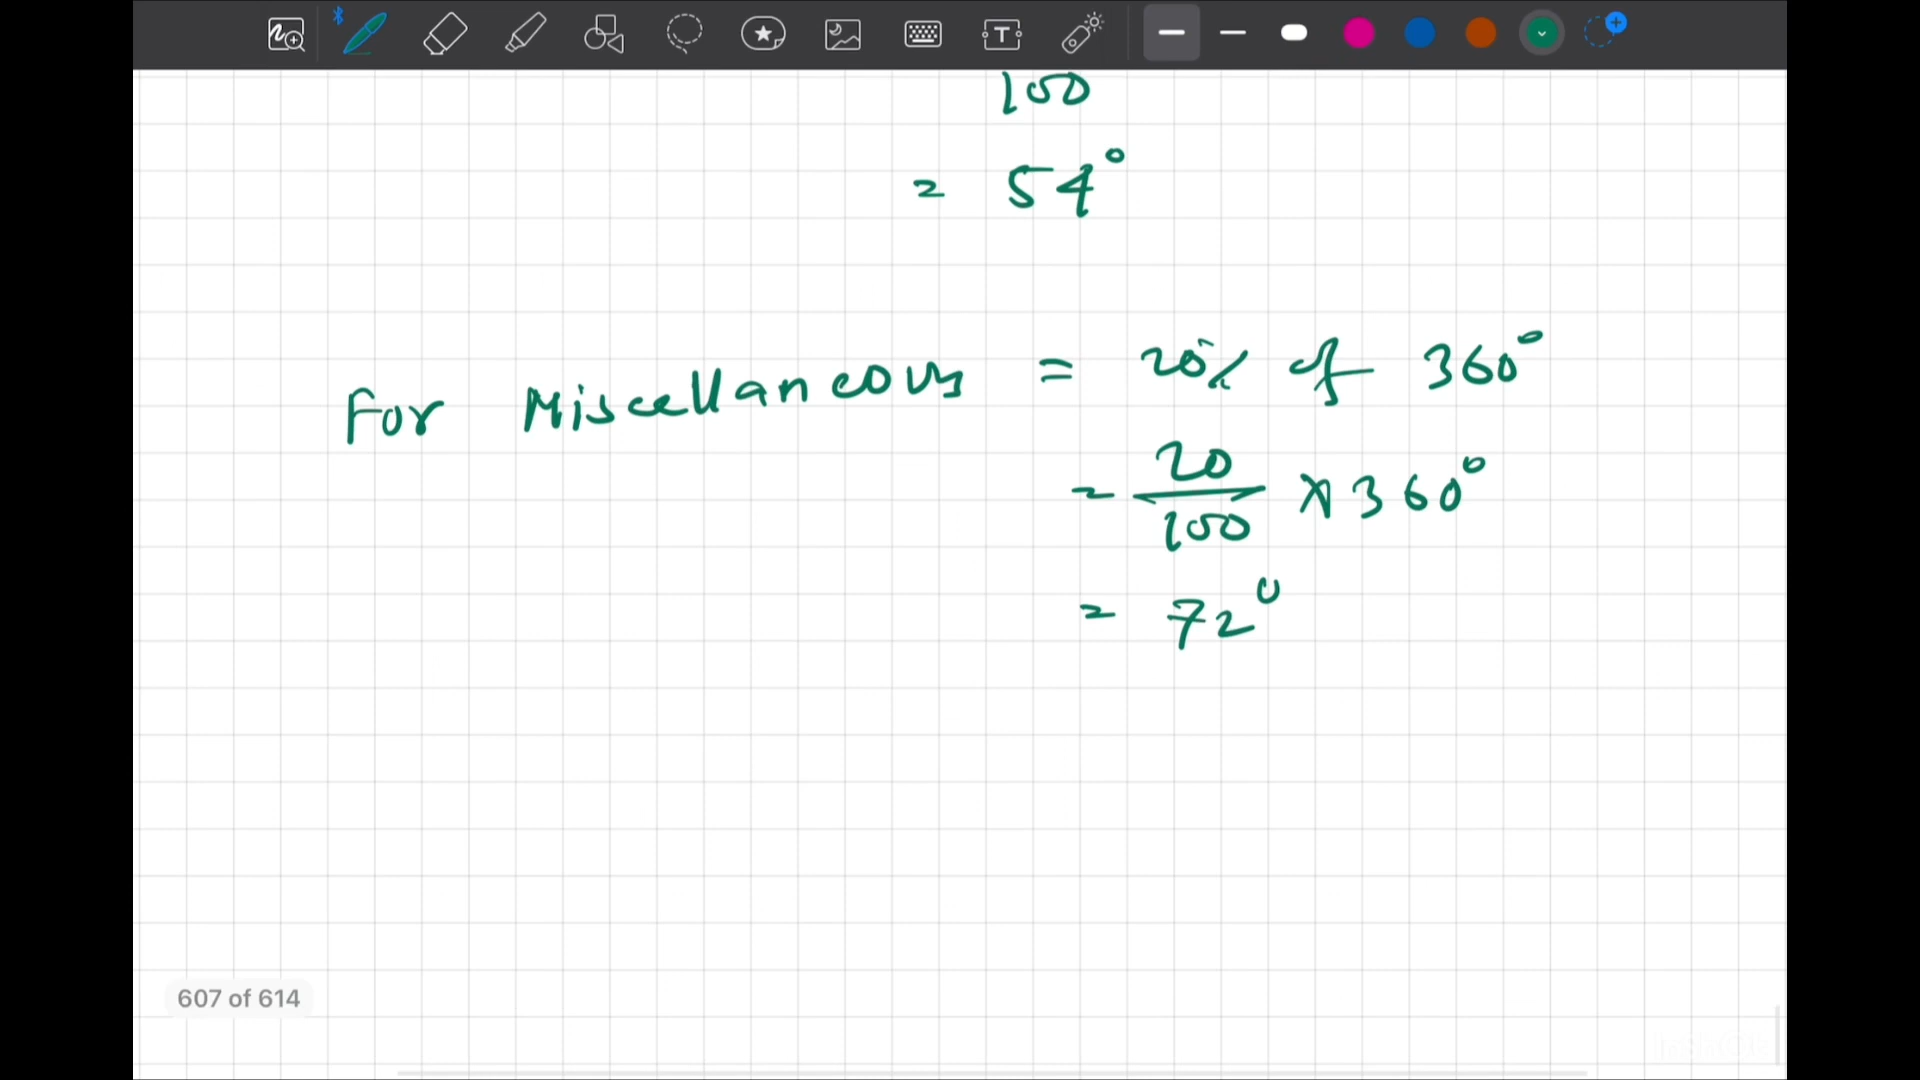 100
= 54°
For Miscellaneous = 20% of 360°
= 20/100 × 360°
= 72°
607 of 614